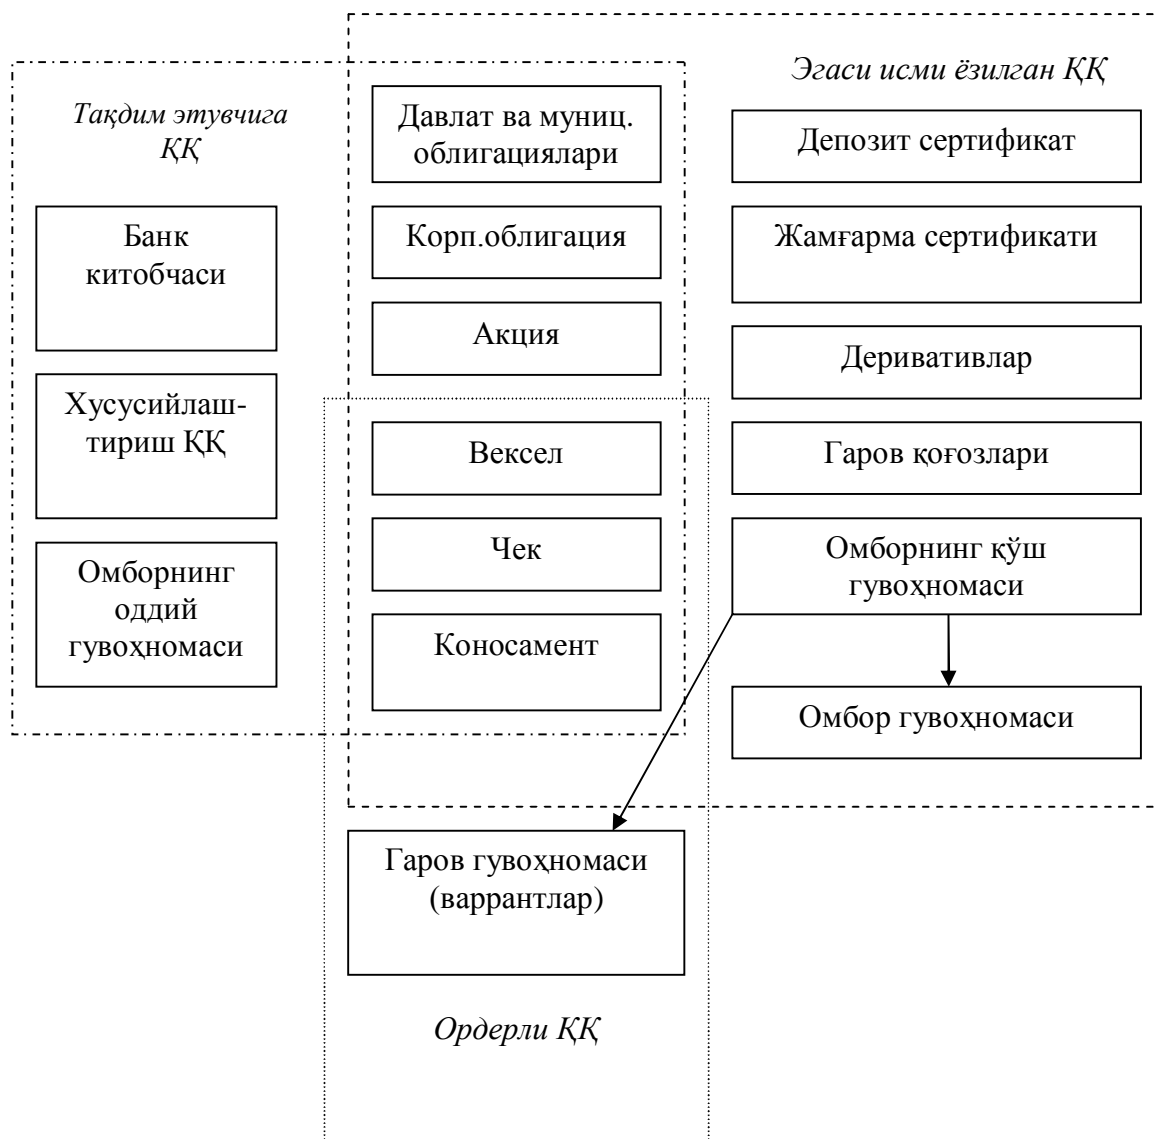 Эгаси исми ёзилган ҚҚ
Тақдим этувчига
ҚҚ
Давлат ва муниц.
облигациялари
Депозит сертификат
Банк
китобчаси
Корп.облигация
Жамғарма сертификати
Акция
Деривативлар
Хусусийлаш-
тириш ҚҚ
Вексел
Гаров қоғозлари
Чек
Омборнинг қўш
гувоҳномаси
Омборнинг
оддий
гувоҳномаси
Коносамент
Омбор гувоҳномаси
Гаров гувоҳномаси
(варрантлар)
Ордерли ҚҚ